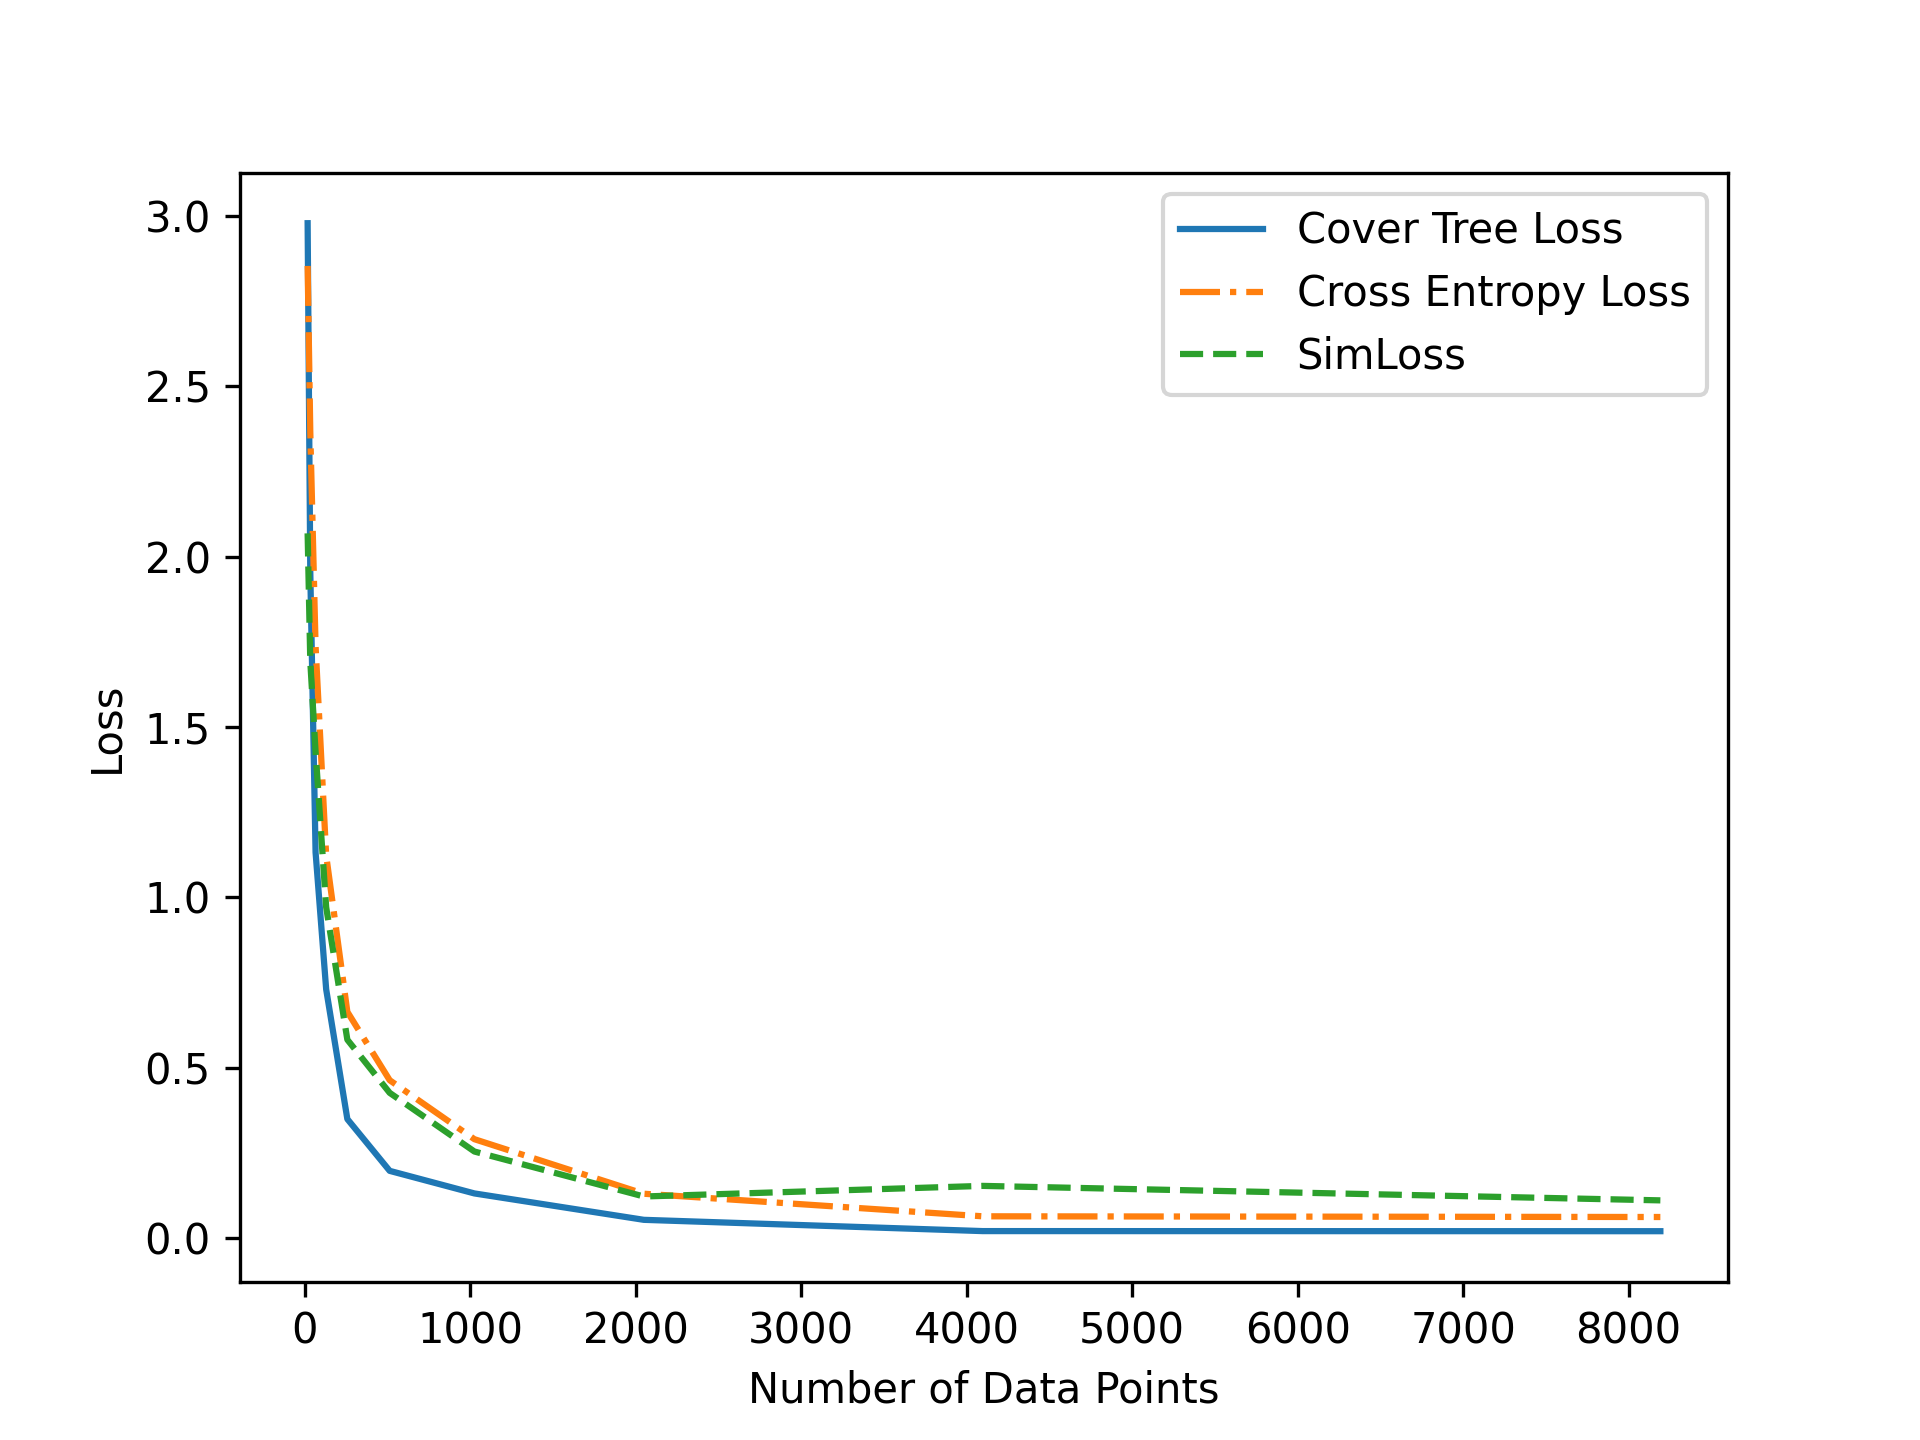 Cover Tree Loss
Cross Entropy Loss
SimLoss
3.0
2.5
2.0
1.5
1.0
0.5
0.0
Loss
0 1000 2000 3000 4000 5000 6000 7000 8000
Number of Data Points